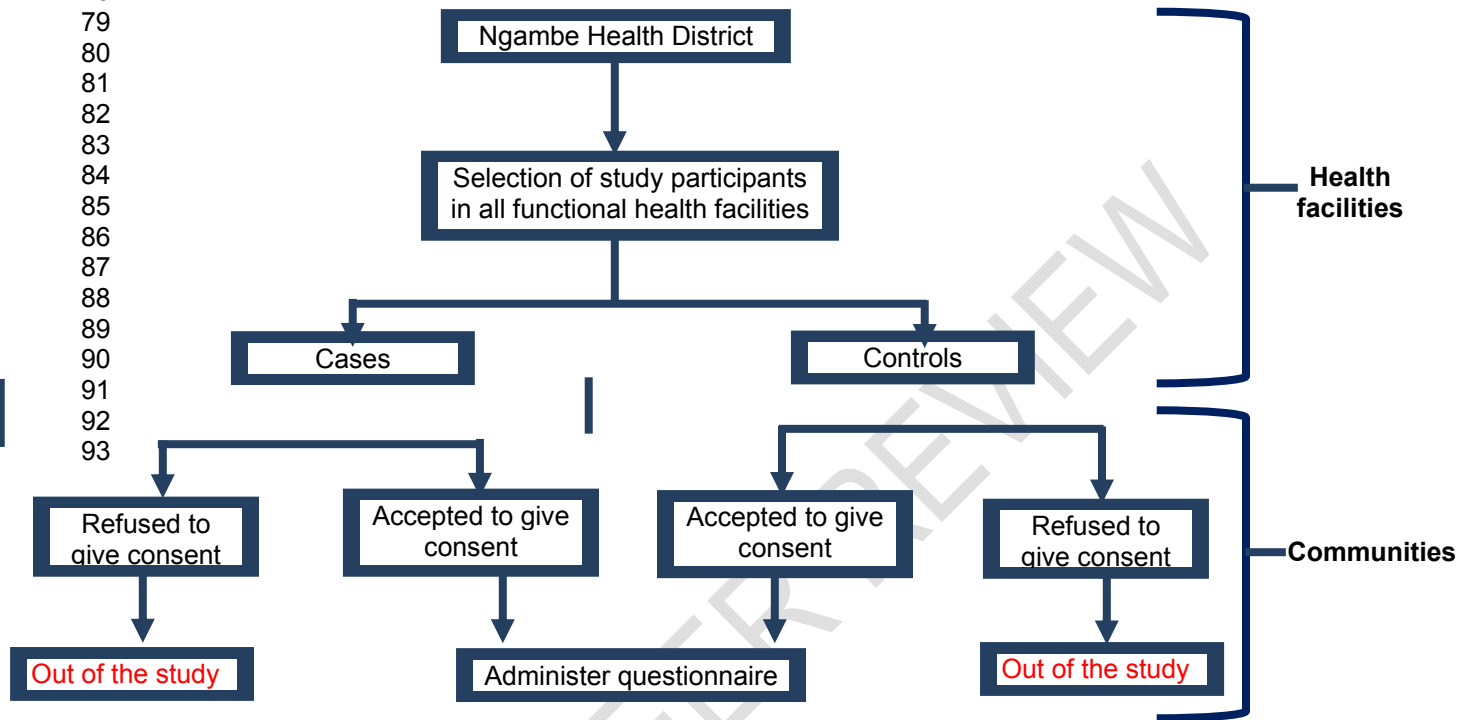 79
80
81
82
83
84
85
86
87
88
89
90
91
92
93
Ngambe Health District
Selection of study participants
in all functional health facilities
Health
facilities
Cases
Controls
Refused to
give consent
Accepted to give
consent
Accepted to give
consent
Refused to
give consent
Communities
Out of the study
Administer questionnaire
Out of the study
ER REVIEW